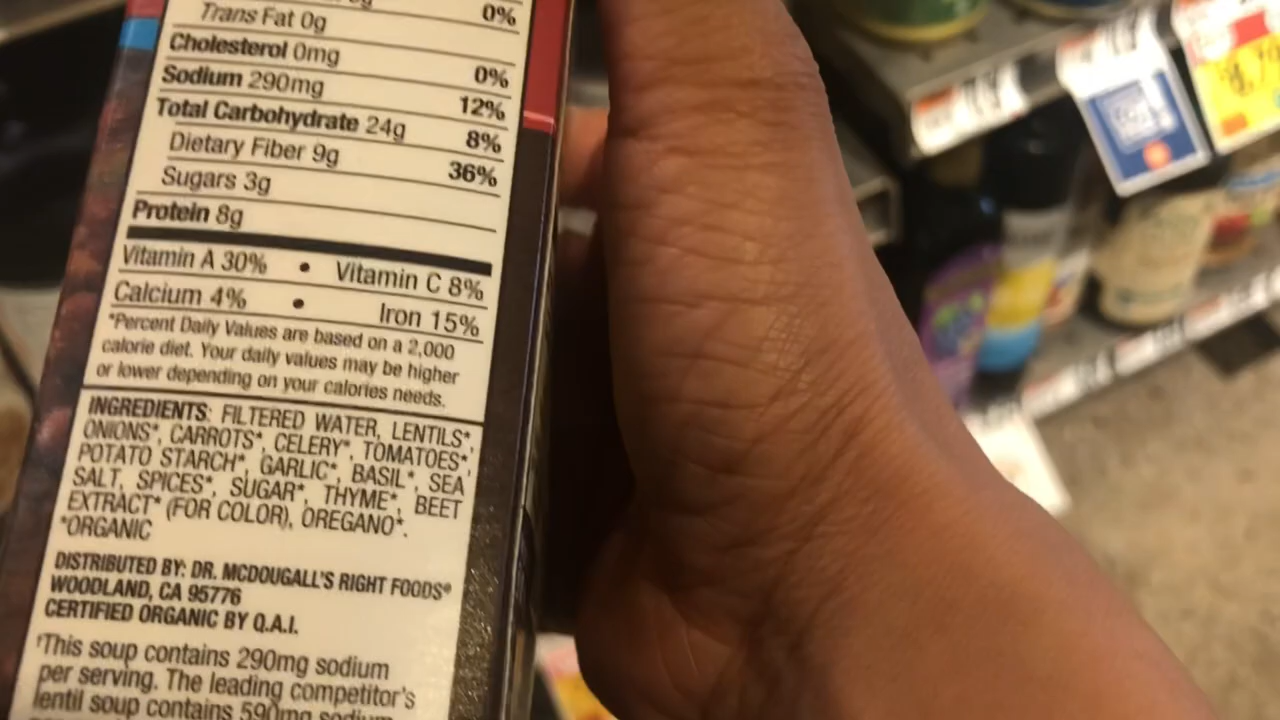 0%
Trans Fat 0g
Cholesterol 0mg 0%
Sodium 290mg 12%
Total Carbohydrate 24g 8%
Dietary Fiber 9g 36%
Sugars 3g
Protein 8g
Vitamin A 30% • Vitamin C 8%
Calcium 4% • Iron 15%
*Percent Daily Values are based on a 2,000
calorie diet. Your daily values may be higher
or lower depending on your calories needs.
INGREDIENTS: FILTERED WATER, LENTILS*,
ONIONS*, CARROTS*, CELERY*, TOMATOES*,
POTATO STARCH*, GARLIC*, BASIL*, SEA
SALT, SPICES*, SUGAR*, THYME*, BEET
EXTRACT* (FOR COLOR), OREGANO*.
*ORGANIC
DISTRIBUTED BY: DR. MCDOUGALL'S RIGHT FOODS®
WOODLAND, CA 95776
CERTIFIED ORGANIC BY Q.A.I.
†This soup contains 290mg sodium
per serving. The leading competitor's
lentil soup contains 590mg sodium